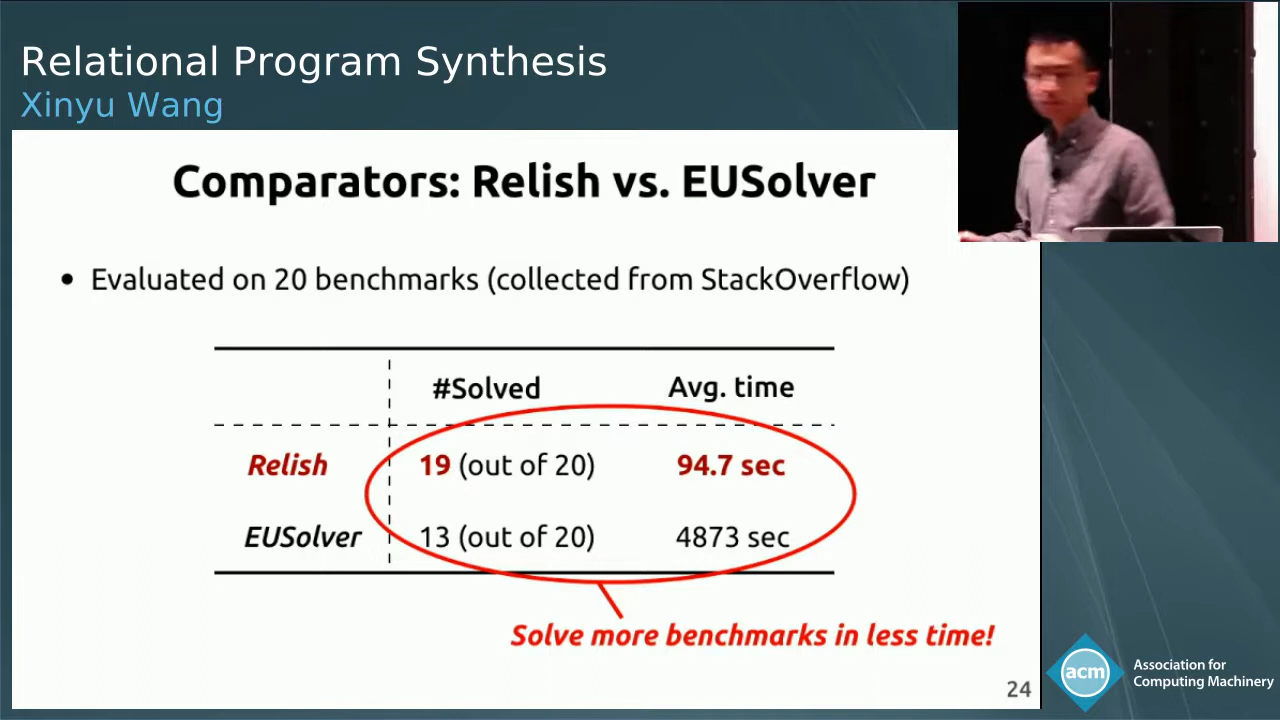 Relational Program Synthesis
Xinyu Wang
Comparators: Relish vs. EUSolver
• Evaluated on 20 benchmarks (collected from StackOverflow)
#Solved Avg. time
Relish 19 (out of 20) 94.7 sec
EUSolver 13 (out of 20) 4873 sec
Solve more benchmarks in less time!
24
acm
Association for
Computing Machinery